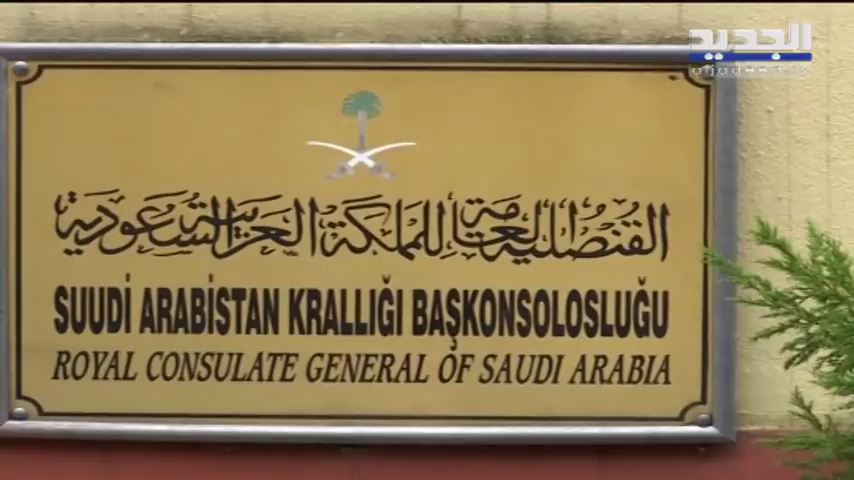 الجديد
القنصلية العامة للمملكة العربية السعودية
SUUDİ ARABİSTAN KRALLIĞI BAŞKONSOLOSLUĞU
ROYAL CONSULATE GENERAL OF SAUDI ARABIA